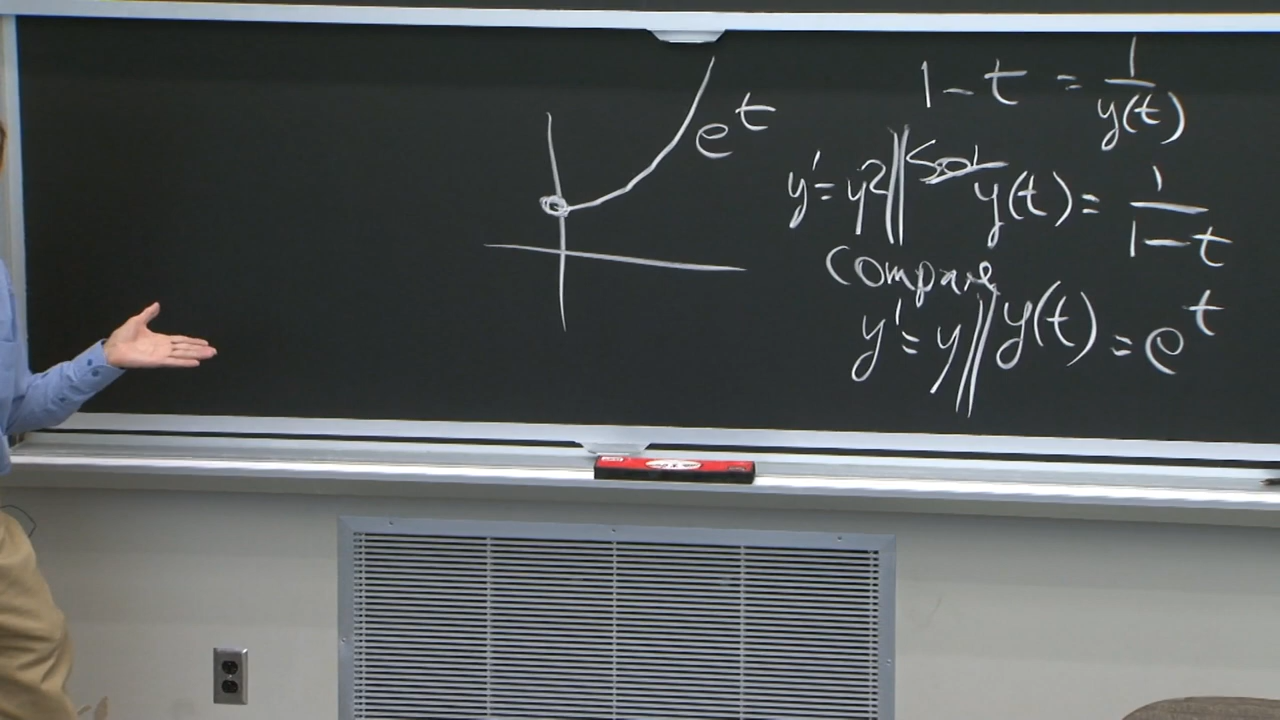 e^t
1 - t = 1/y(t)
y' = y2 || Sol y(t) = 1/(1 - t)
Compare
y' = y || y(t) = e^t